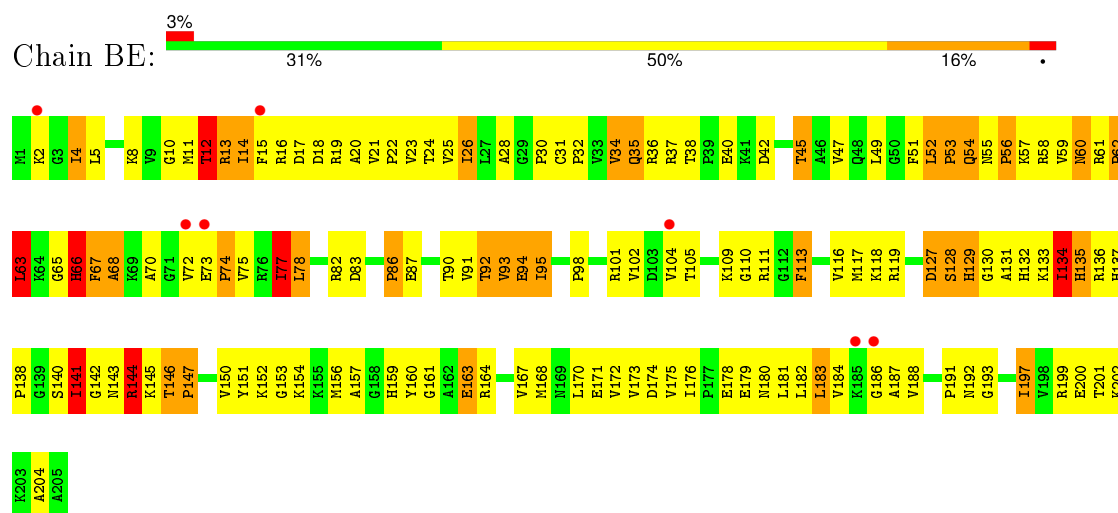 3%
Chain BE:
31% 50% 16% •
M1 K2 G3 I4 L5 K8 V9 G10 M11 T12 R13 I14 F15 R16 D17 D18 R19 A20 V21 P22 V23 T24 V25 I26 L27 A28 G29 P30 C31 P32 V33 V34 Q35 R36 R37 T38 P39 E40 K41 D42 T45 A46 V47 Q48 L49 G50 F51 L52 P53 Q54 N55 P56 K57 R58 V59 N60 R61
L63 K64 G65 H66 F67 A68 K69 A70 G71 V72 E73 P74 V75 R76 I77 L78 R82 D83 P86 E87 T90 V91 T92 V93 E94 I95 P98 R101 V102 D103 V104 T105 K109 G110 R111 G112 F113 V116 M117 K118 R119 D127 S128 H129 G130 A131 H132 K133 I134 H135 R136 H137
P138 G139 S140 I141 G142 N143 R144 K145 T146 P147 V150 Y151 K152 G153 K154 K155 M156 A157 G158 H159 Y160 G161 A162 E163 R164 V167 M168 N169 L170 E171 V172 V173 D174 V175 I176 P177 E178 E179 N180 L181 L182 L183 V184 K185 G186 A187 V188 P191 N192 G193 I197 V198 R199 E200 T201 K202
K203 A204 A205